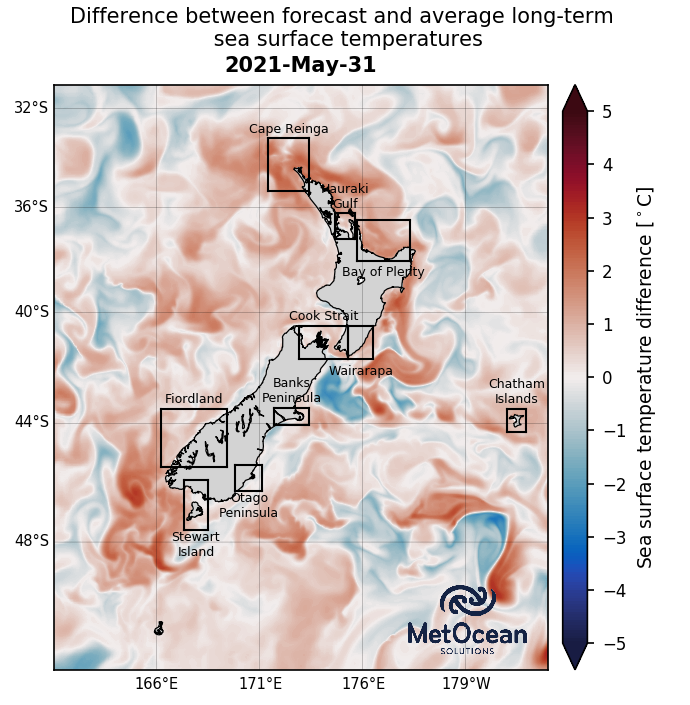 Difference between forecast and average long-term
sea surface temperatures
2021-May-31
32°S
36°S
40°S
44°S
48°S
166°E
171°E
176°E
179°W
Cape Reinga
Hauraki
Gulf
Bay of Plenty
Cook Strait
Wairarapa
Banks
Peninsula
Fiordland
Chatham
Islands
Otago
Peninsula
Stewart
Island
MetOcean
SOLUTIONS
5
4
3
2
1
0
−1
−2
−3
−4
−5
Sea surface temperature difference [°C]